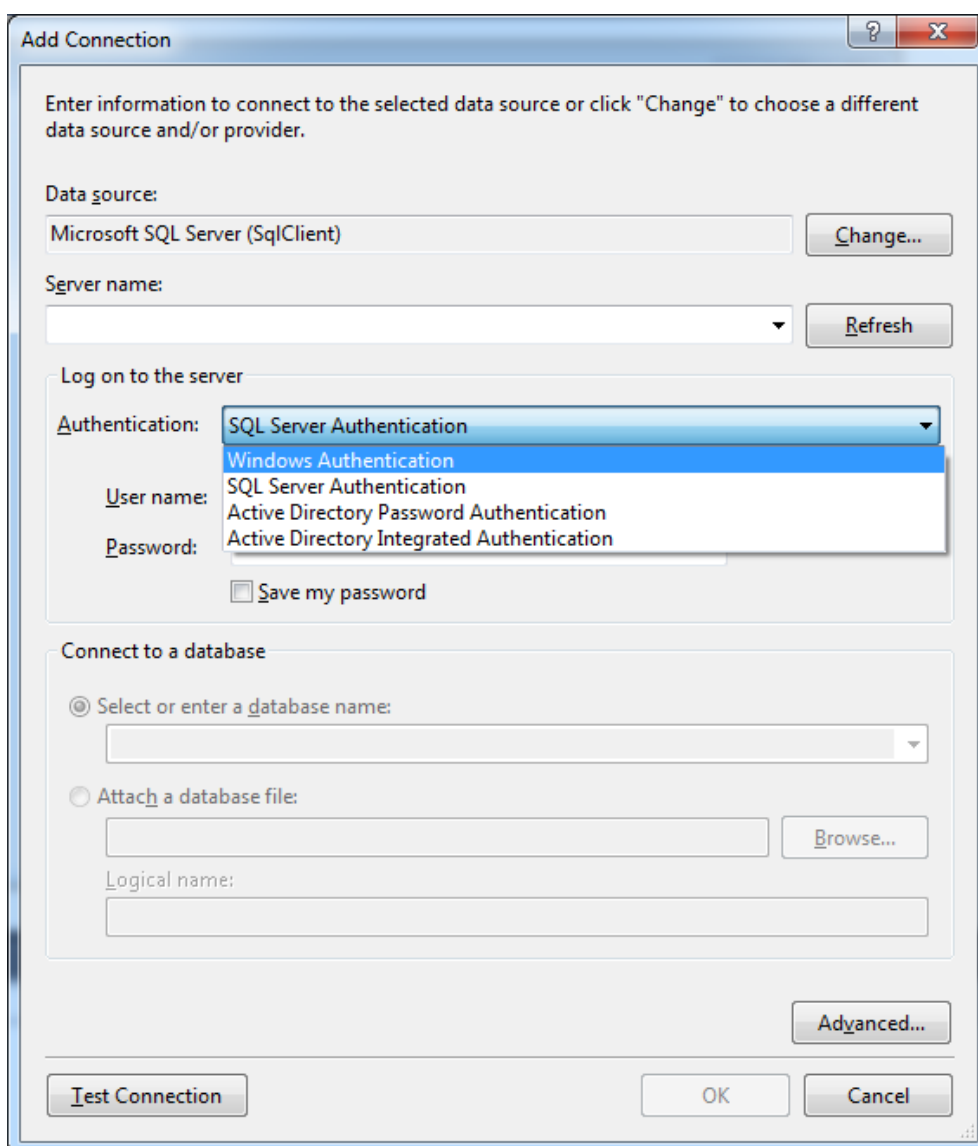 Add Connection
Enter information to connect to the selected data source or click "Change" to choose a different
data source and/or provider.
Data source:
Microsoft SQL Server (SqlClient)
Change...
Server name:
Refresh
Log on to the server
Authentication:
SQL Server Authentication
Windows Authentication
SQL Server Authentication
User name:
Active Directory Password Authentication
Active Directory Integrated Authentication
Password:
Save my password
Connect to a database
Select or enter a database name:
Attach a database file:
Browse...
Logical name:
Advanced...
Test Connection
OK
Cancel